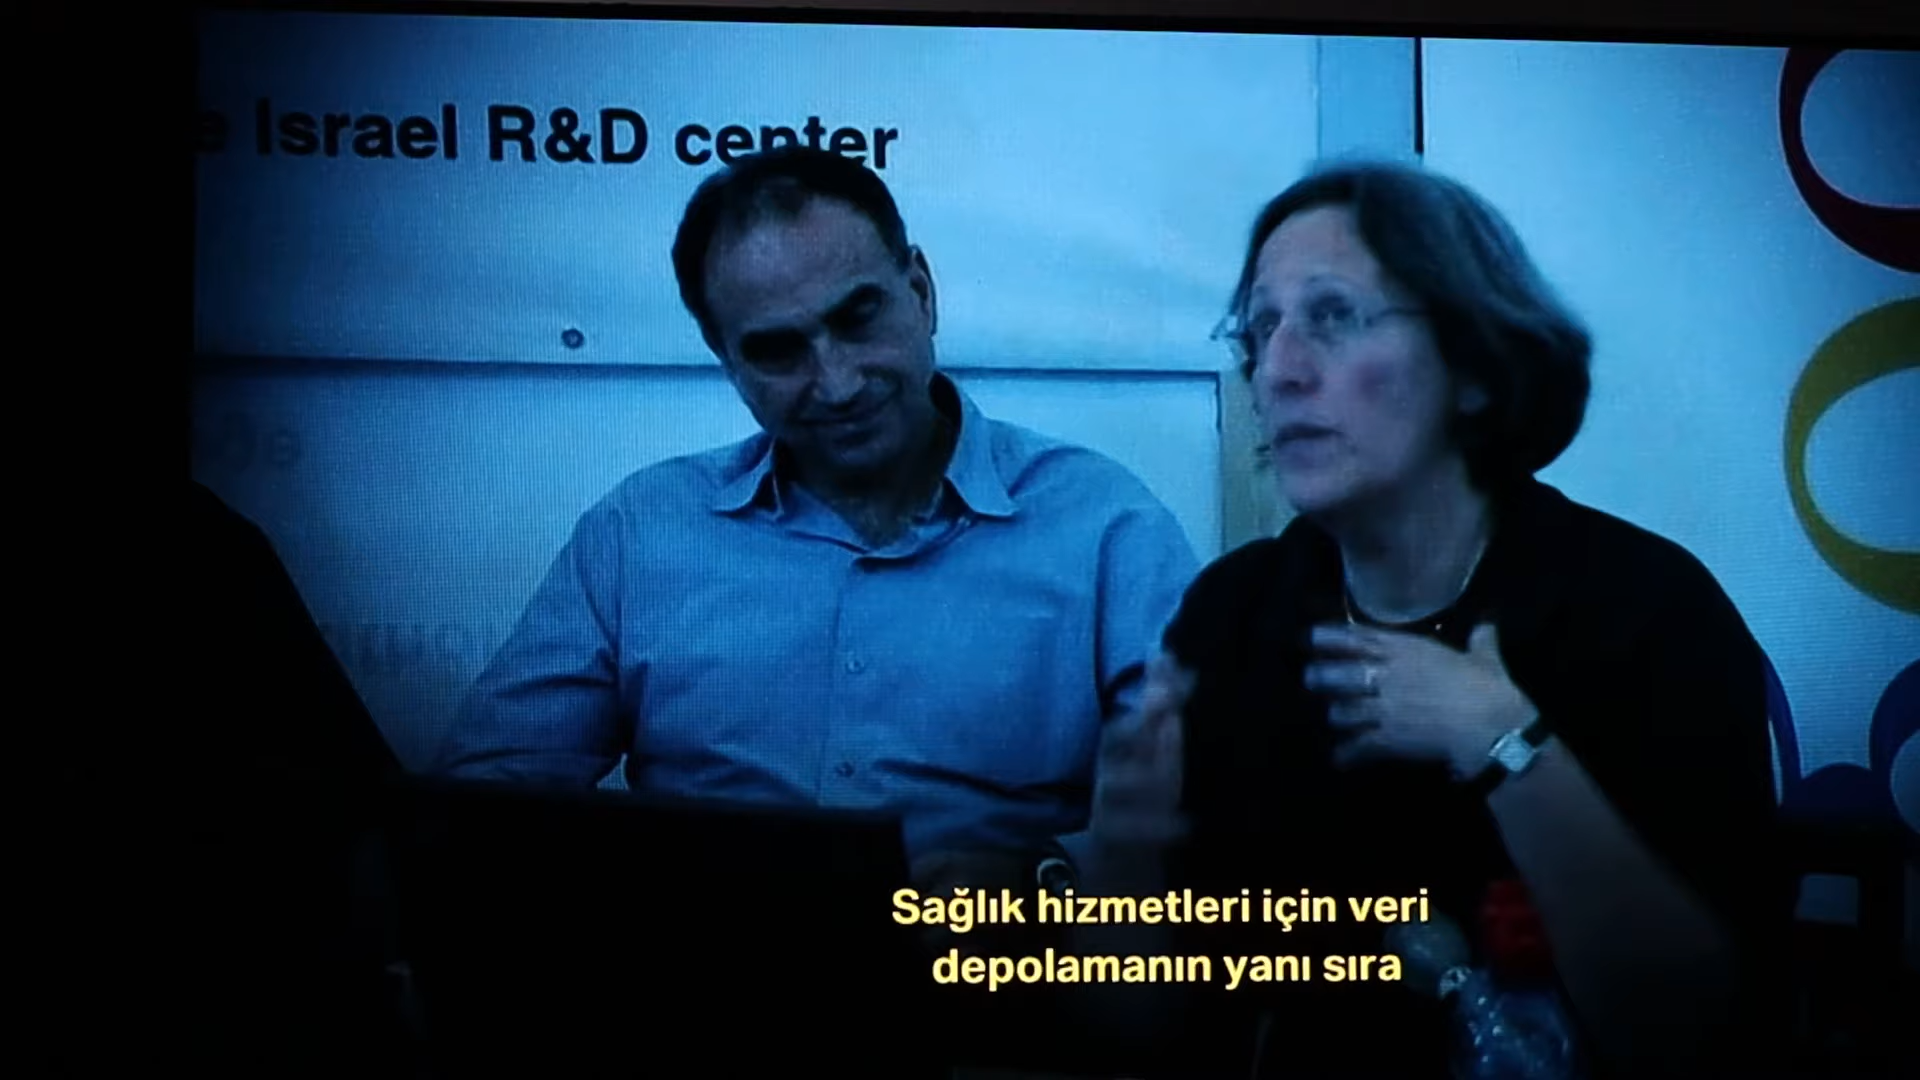 Israel R&D center
Sağlık hizmetleri için veri
depolamanın yanı sıra